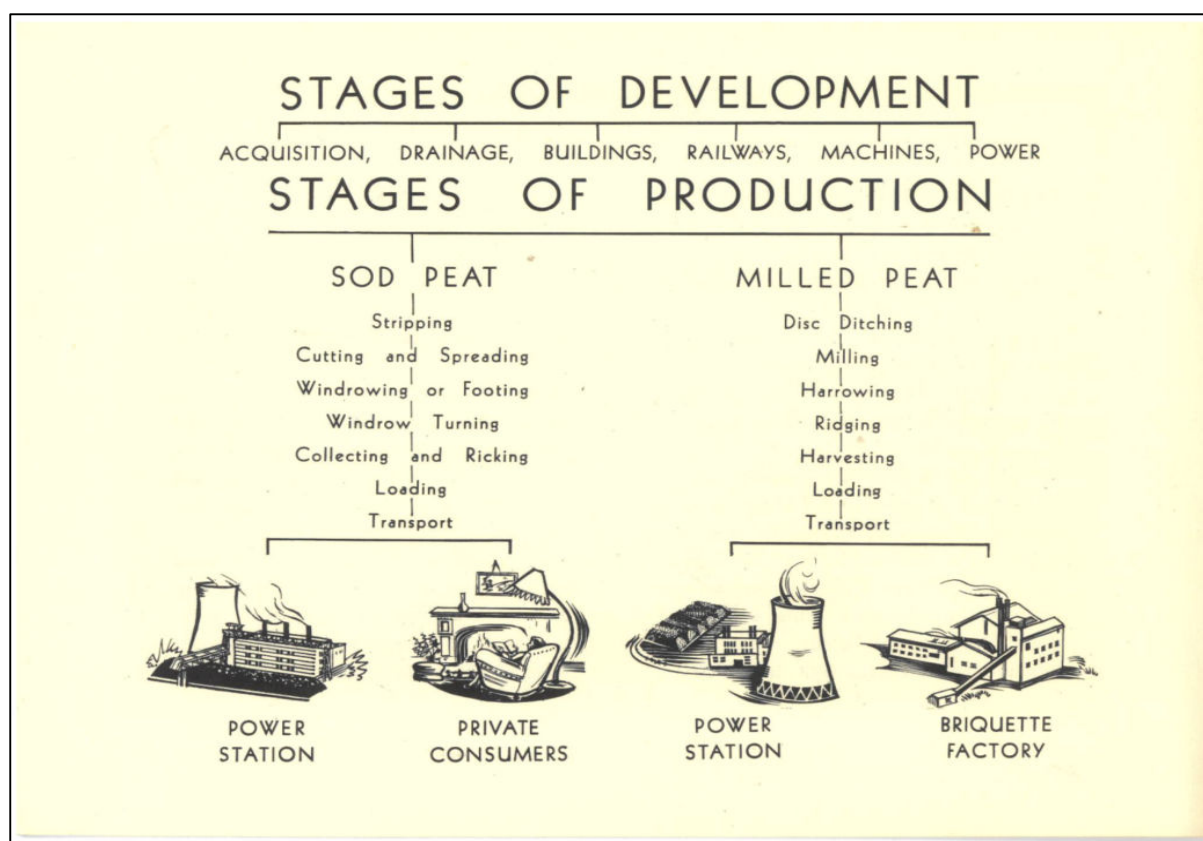 STAGES OF DEVELOPMENT
ACQUISITION, DRAINAGE, BUILDINGS, RAILWAYS, MACHINES, POWER
STAGES OF PRODUCTION
SOD PEAT
Stripping
Cutting and Spreading
Windrowing or Footing
Windrow Turning
Collecting and Ricking
Loading
Transport
MILLED PEAT
Disc Ditching
Milling
Harrowing
Ridging
Harvesting
Loading
Transport
POWER
STATION
PRIVATE
CONSUMERS
POWER
STATION
BRIQUETTE
FACTORY